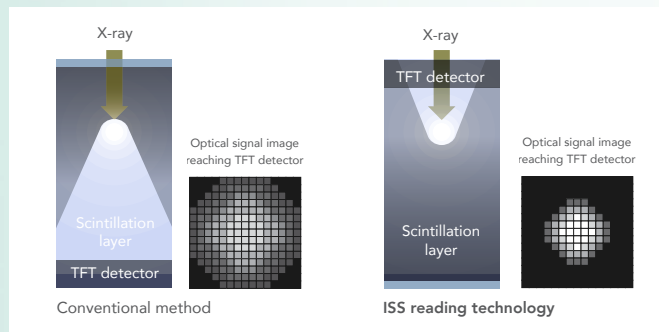 X-ray
Optical signal image
reaching TFT detector
Scintillation
layer
TFT detector
Conventional method
X-ray
TFT detector
Optical signal image
reaching TFT detector
Scintillation
layer
ISS reading technology